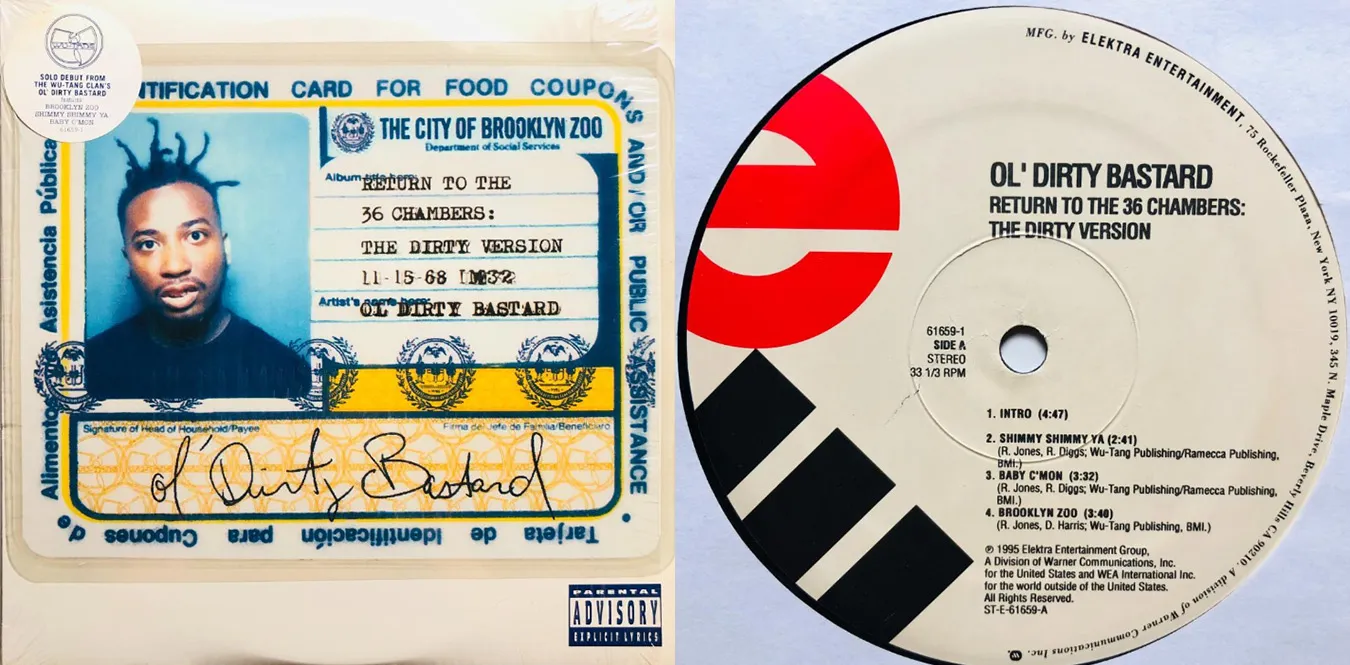 WU-TANG
SOLO DEBUT FROM
THE WU-TANG CLAN'S
OL' DIRTY BASTARD
BROOKLYN ZOO
SHIMMY SHIMMY YA
BABY C'MON
61659-1
NTIFICATION CARD FOR FOOD COUPONS AND/OR PUBLIC ASSISTANCE
Asistencia Pública
Alimentos
THE CITY OF BROOKLYN ZOO
Department of Social Services
Album title here:
RETURN TO THE
36 CHAMBERS:
THE DIRTY VERSION
11-15-68
Artist's name here:
OL DIRTY BASTARD
Signature of Head of Household/Payee
Firma del Jefe de Familia/Beneficiario
Ol' Dirty Bastard
Tarjeta de Identificación para Cupones de
PARENTAL
ADVISORY
EXPLICIT LYRICS
MFG. by ELEKTRA ENTERTAINMENT, 75 Rockefeller Plaza, New York NY 10019, 345 N. Maple Drive, Beverly Hills CA 90210. A division of Warner Communications Inc.
OL' DIRTY BASTARD
RETURN TO THE 36 CHAMBERS:
THE DIRTY VERSION
61659-1
SIDE A
STEREO
33 1/3 RPM
1. INTRO (4:47)
2. SHIMMY SHIMMY YA (2:41)
(R. Jones, R. Diggs; Wu-Tang Publishing/Ramecca Publishing,
BMI.)
3. BABY C'MON (3:32)
(R. Jones, R. Diggs; Wu-Tang Publishing/Ramecca Publishing,
BMI.)
4. BROOKLYN ZOO (3:40)
(R. Jones, D. Harris; Wu-Tang Publishing, BMI.)
℗ 1995 Elektra Entertainment Group,
A Division of Warner Communications, Inc.
for the United States and WEA International Inc.
for the world outside of the United States.
All Rights Reserved.
ST-E-61659-A